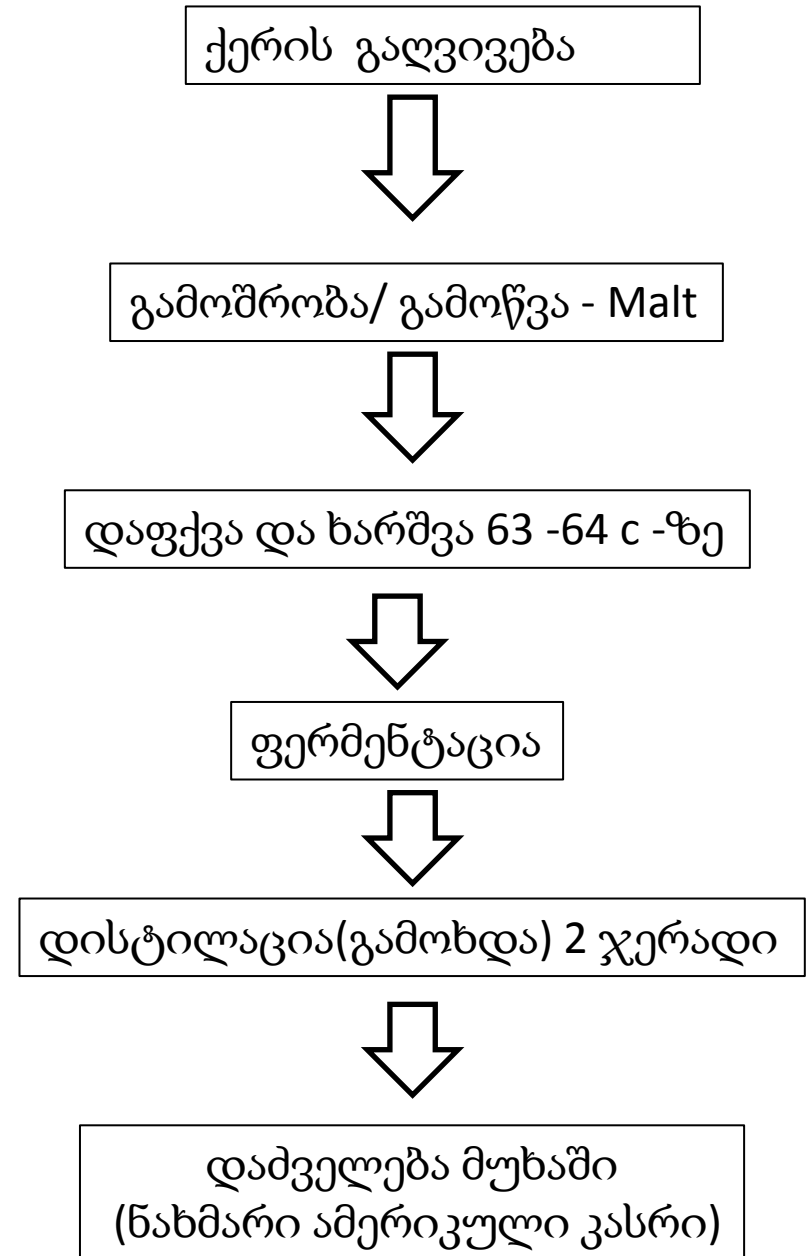 ქერის გაღვივება
გამოშრობა/ გამოწვა - Malt
დაფქვა და ხარშვა 63 -64 c -ზე
ფერმენტაცია
დისტილაცია(გამოხდა) 2 ჯერადი
დაძველება მუხაში
(ნახმარი ამერიკული კასრი)